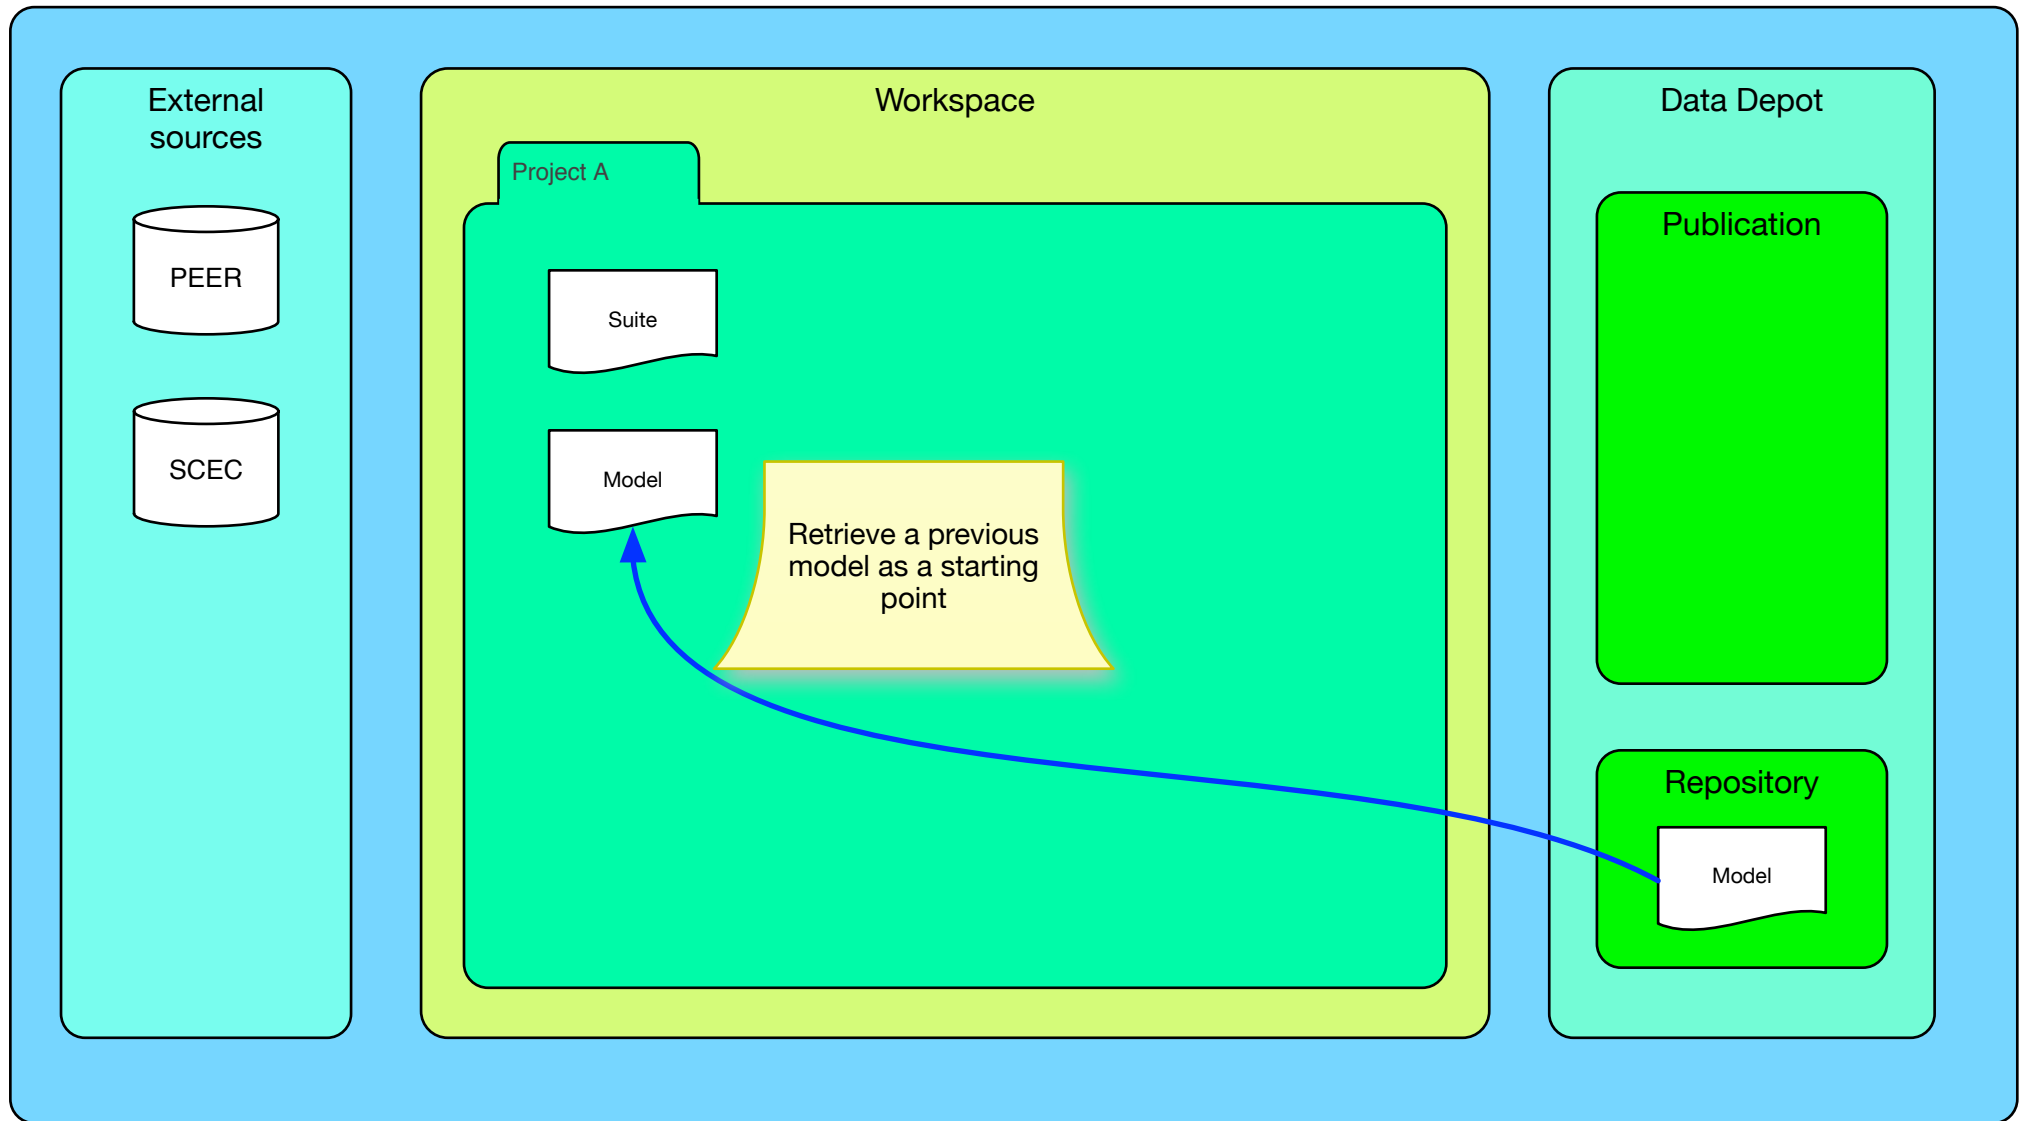 External
sources
PEER
SCEC
Workspace
Project A
Suite
Model
Retrieve a previous
model as a starting
point
Data Depot
Publication
Repository
Model